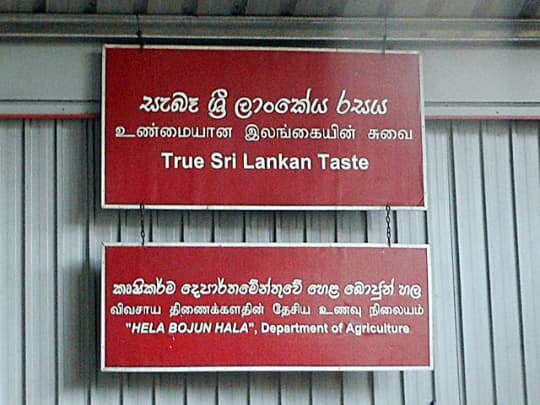 සැබෑ ශ්‍රී ලාංකේය රසය
உண்மையான இலங்கையின் சுவை
True Sri Lankan Taste
කෘෂිකර්ම දෙපාර්තමේන්තුවේ හෙළ බොජුන් හල
விவசாய திணைக்களதின் தேசிய உணவு நிலையம்
"HELA BOJUN HALA", Department of Agriculture